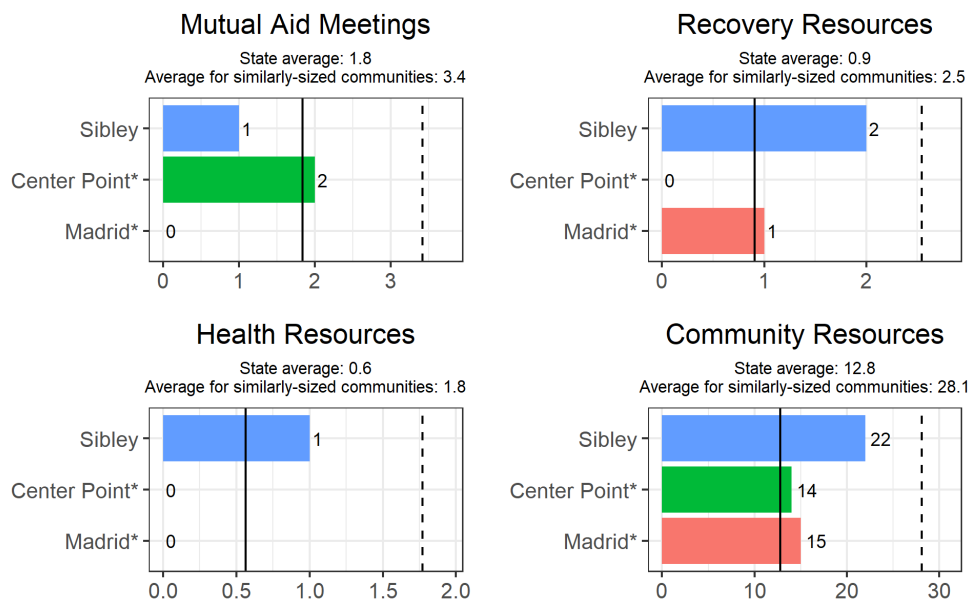 Mutual Aid Meetings
State average: 1.8
Average for similarly-sized communities: 3.4
Sibley
1
Center Point*
2
Madrid*
0
0 1 2 3
Recovery Resources
State average: 0.9
Average for similarly-sized communities: 2.5
Sibley
2
Center Point*
0
Madrid*
1
0 1 2
Health Resources
State average: 0.6
Average for similarly-sized communities: 1.8
Sibley
1
Center Point*
0
Madrid*
0
0.0 0.5 1.0 1.5 2.0
Community Resources
State average: 12.8
Average for similarly-sized communities: 28.1
Sibley
22
Center Point*
14
Madrid*
15
0 10 20 30